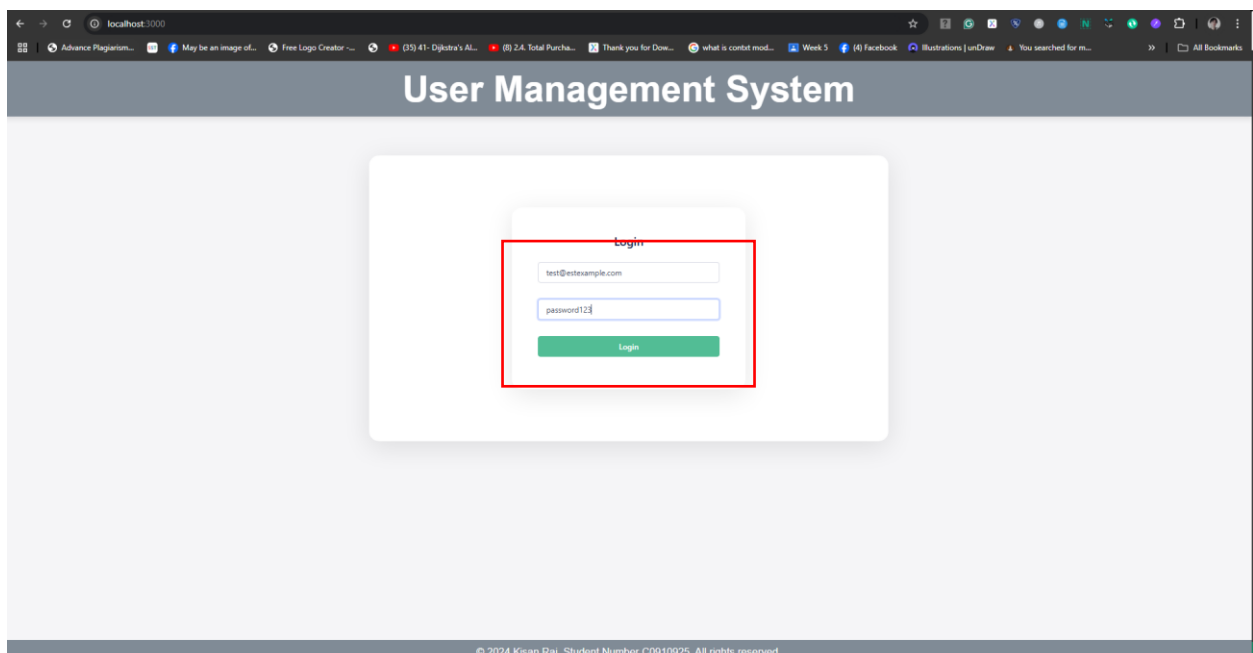 localhost:3000
Advance Plagiarism... May be an image of... Free Logo Creator -... (35) 41- Dijkstra's Al... (8) 2.4. Total Purcha... Thank you for Dow... what is contxt mod... Week 5 (4) Facebook Illustrations | unDraw You searched for m... » All Bookmarks
User Management System
Login
test@estexample.com
password123
Login
© 2024 Kisan Rai, Student Number C0910925. All rights reserved.